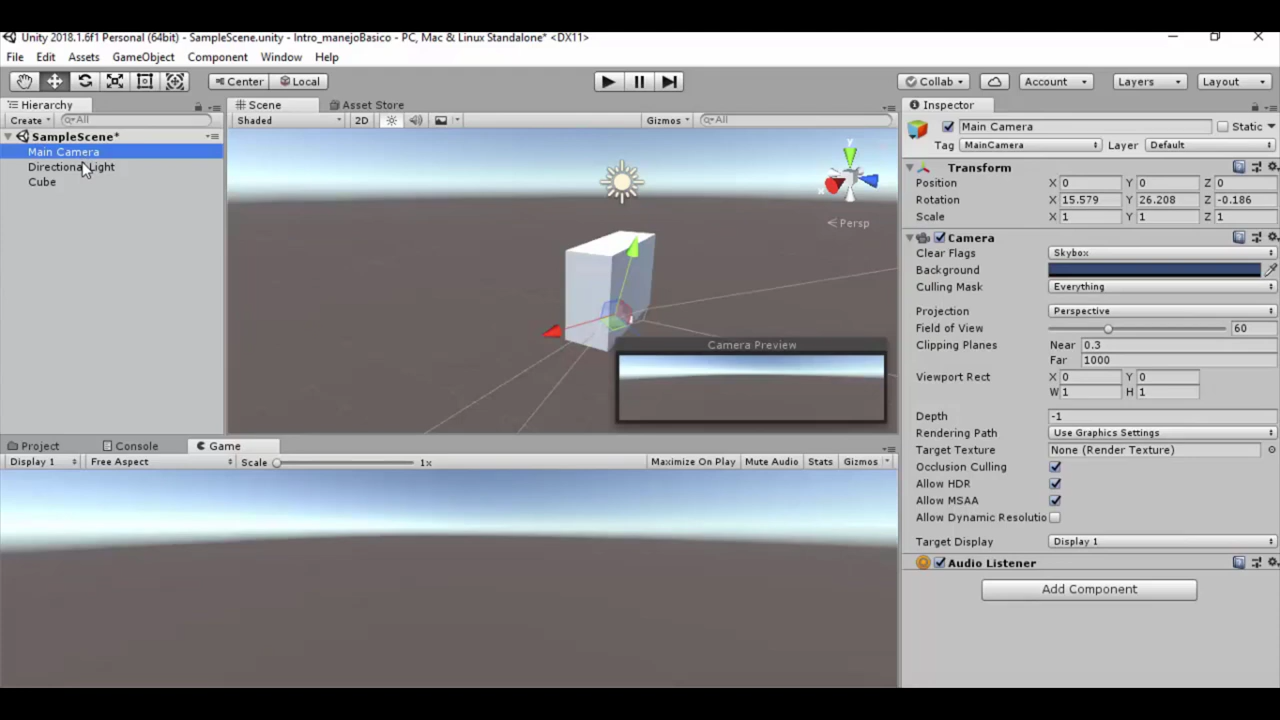 Unity 2018.1.6f1 Personal (64bit) - SampleScene.unity - Intro_manejoBasico - PC, Mac & Linux Standalone* <DX11>
File Edit Assets GameObject Component Window Help
Center Local Collab Account Layers Layout
Hierarchy Scene Asset Store Inspector
Create All Shaded 2D Gizmos All
Main Camera Static
SampleScene*
Tag MainCamera Layer Default
Main Camera
Directional Light
Cube
Transform
Position X 0 Y 0 Z 0
Rotation X 15.579 Y 26.208 Z -0.186
Scale X 1 Y 1 Z 1
y
x
Persp
Camera
Clear Flags Skybox
Background
Culling Mask Everything
Projection Perspective
Field of View 60
Clipping Planes Near 0.3
Far 1000
Camera Preview
Viewport Rect X 0 Y 0
W 1 H 1
Depth -1
Rendering Path Use Graphics Settings
Target Texture None (Render Texture)
Occlusion Culling
Allow HDR
Allow MSAA
Allow Dynamic Resolutio
Target Display Display 1
Audio Listener
Add Component
Project Console Game
Display 1 Free Aspect Scale 1x Maximize On Play Mute Audio Stats Gizmos